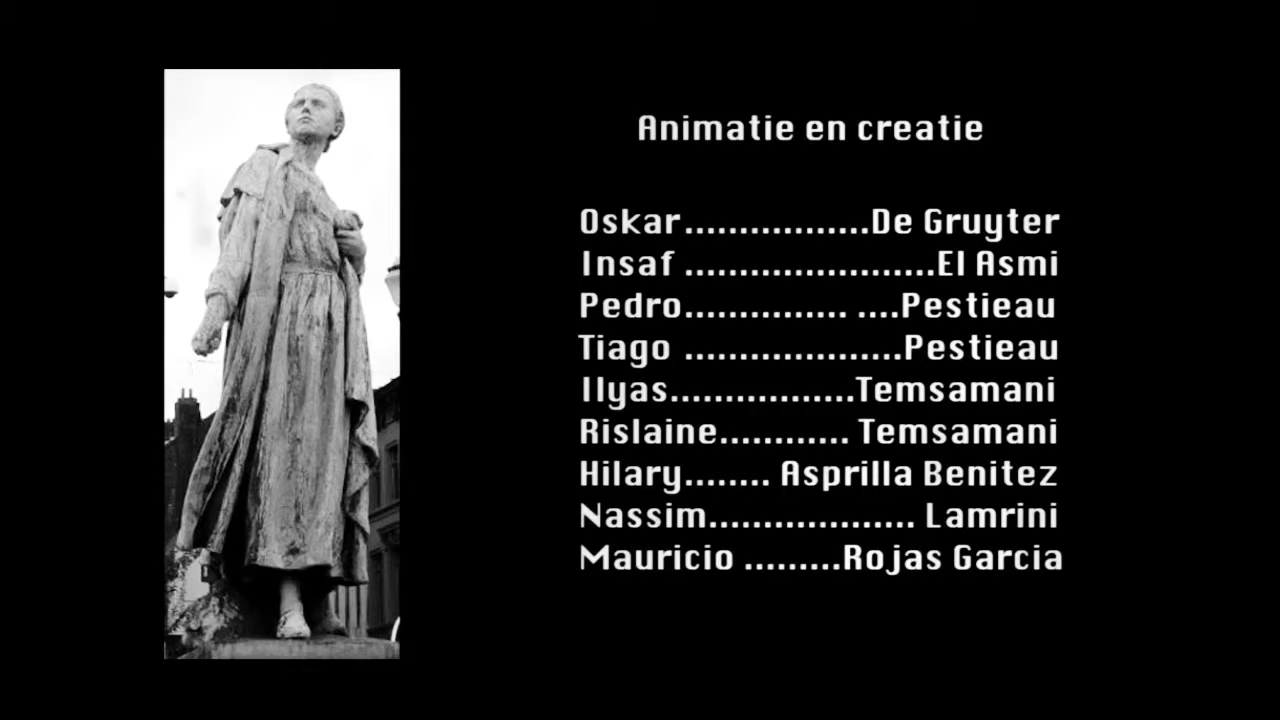 Animatie en creatie
Oskar.................De Gruyter
Insaf .......................El Asmi
Pedro............... ....Pestieau
Tiago ....................Pestieau
Ilyas.................Temsamani
Rislaine............ Temsamani
Hilary........ Asprilla Benitez
Nassim................... Lamrini
Mauricio .........Rojas Garcia